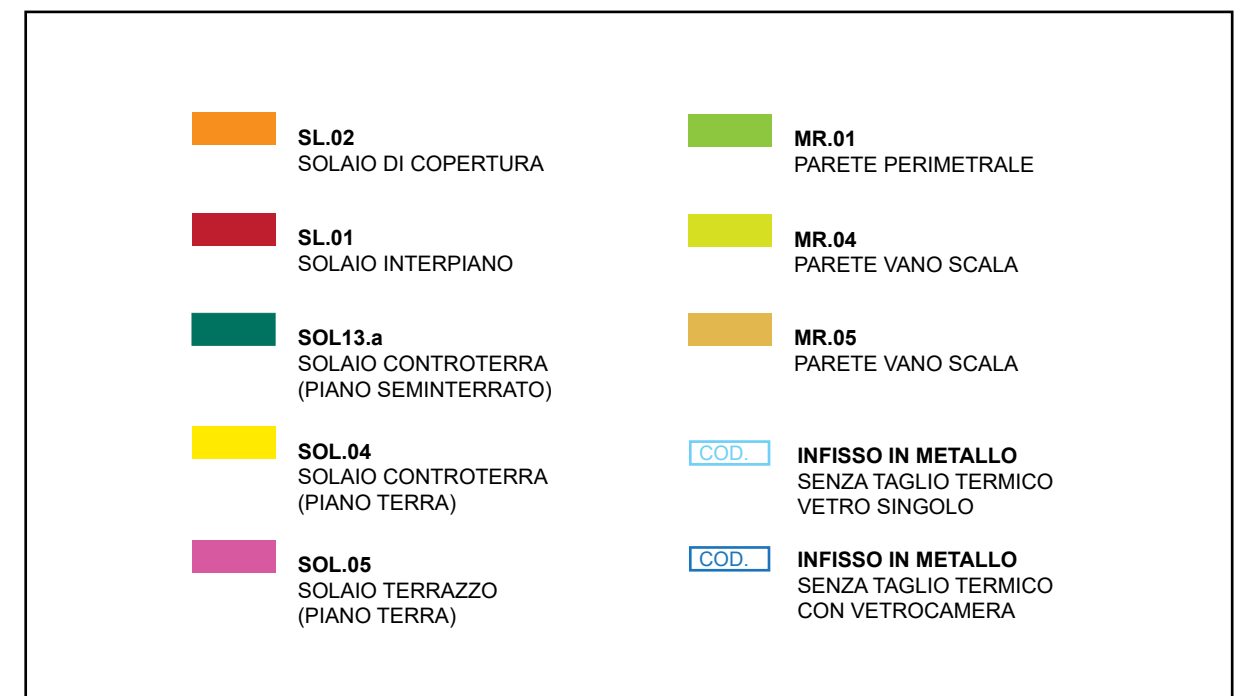 SL.02
SOLAIO DI COPERTURA
SL.01
SOLAIO INTERPIANO
SOL13.a
SOLAIO CONTROTERRA
(PIANO SEMINTERRATO)
SOL.04
SOLAIO CONTROTERRA
(PIANO TERRA)
SOL.05
SOLAIO TERRAZZO
(PIANO TERRA)
MR.01
PARETE PERIMETRALE
MR.04
PARETE VANO SCALA
MR.05
PARETE VANO SCALA
COD.
INFISSO IN METALLO
SENZA TAGLIO TERMICO
VETRO SINGOLO
COD.
INFISSO IN METALLO
SENZA TAGLIO TERMICO
CON VETROCAMERA